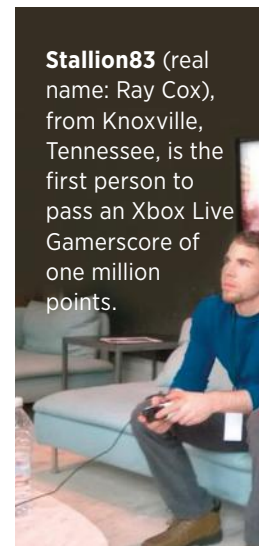 Stallion83 (real
name: Ray Cox),
from Knoxville,
Tennessee, is the
first person to
pass an Xbox Live
Gamerscore of
one million
points.